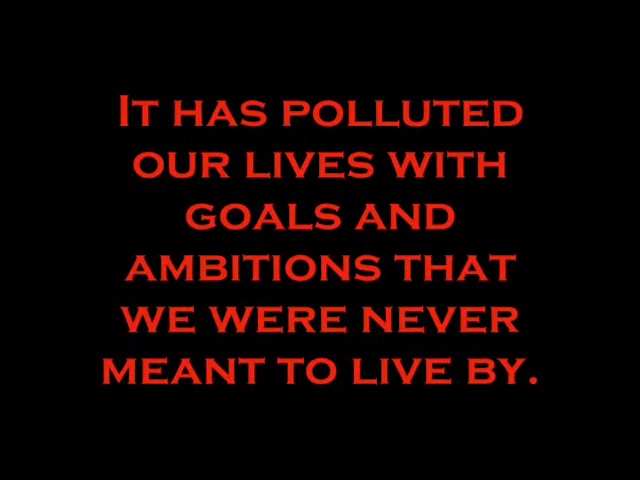 It has polluted
our lives with
goals and
ambitions that
we were never
meant to live by.